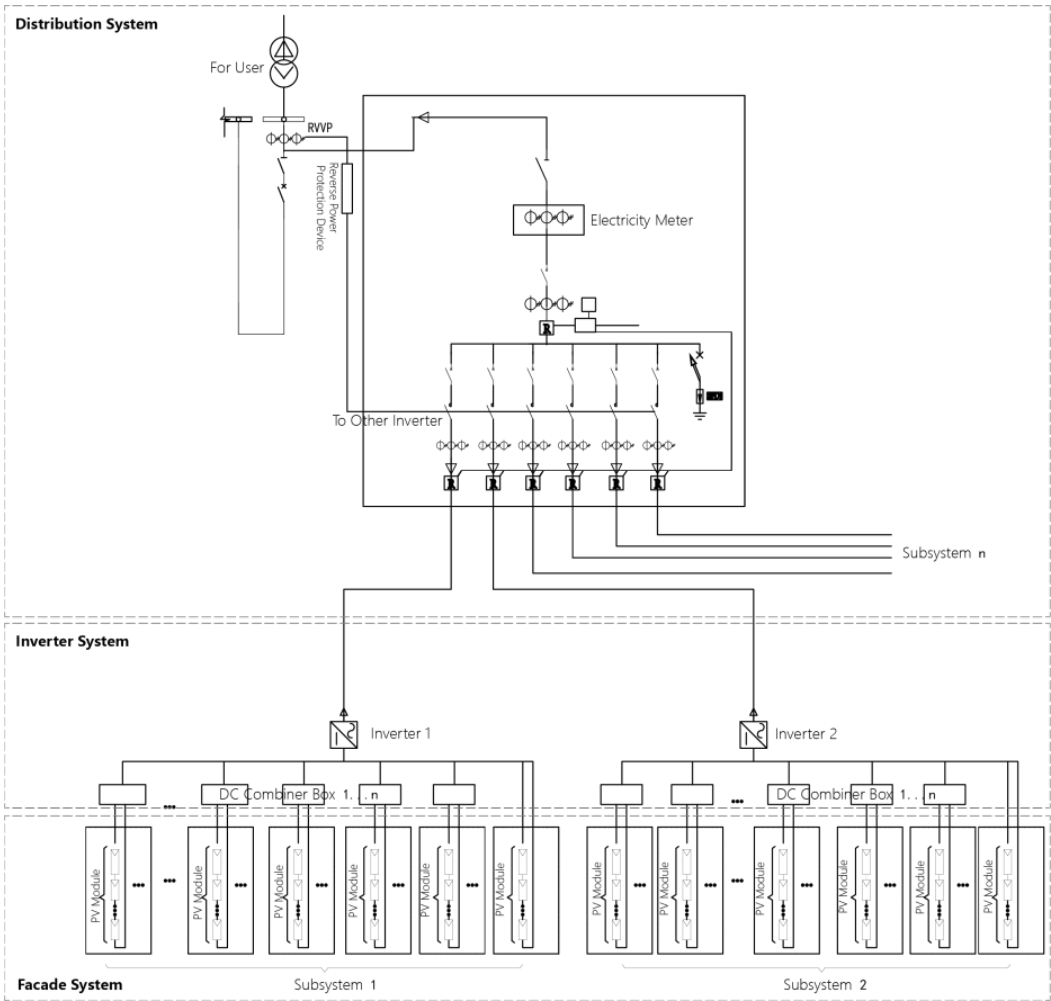 Distribution System
For User
RVVP
Reverse Power
Protection Device
Electricity Meter
R
To Other Inverter
R R R R R R
Subsystem n
Inverter System
Inverter 1
Inverter 2
DC Combiner Box 1...n
DC Combiner Box 1...n
PV Module
PV Module
PV Module
PV Module
PV Module
PV Module
PV Module
PV Module
PV Module
PV Module
PV Module
PV Module
Facade System
Subsystem 1
Subsystem 2